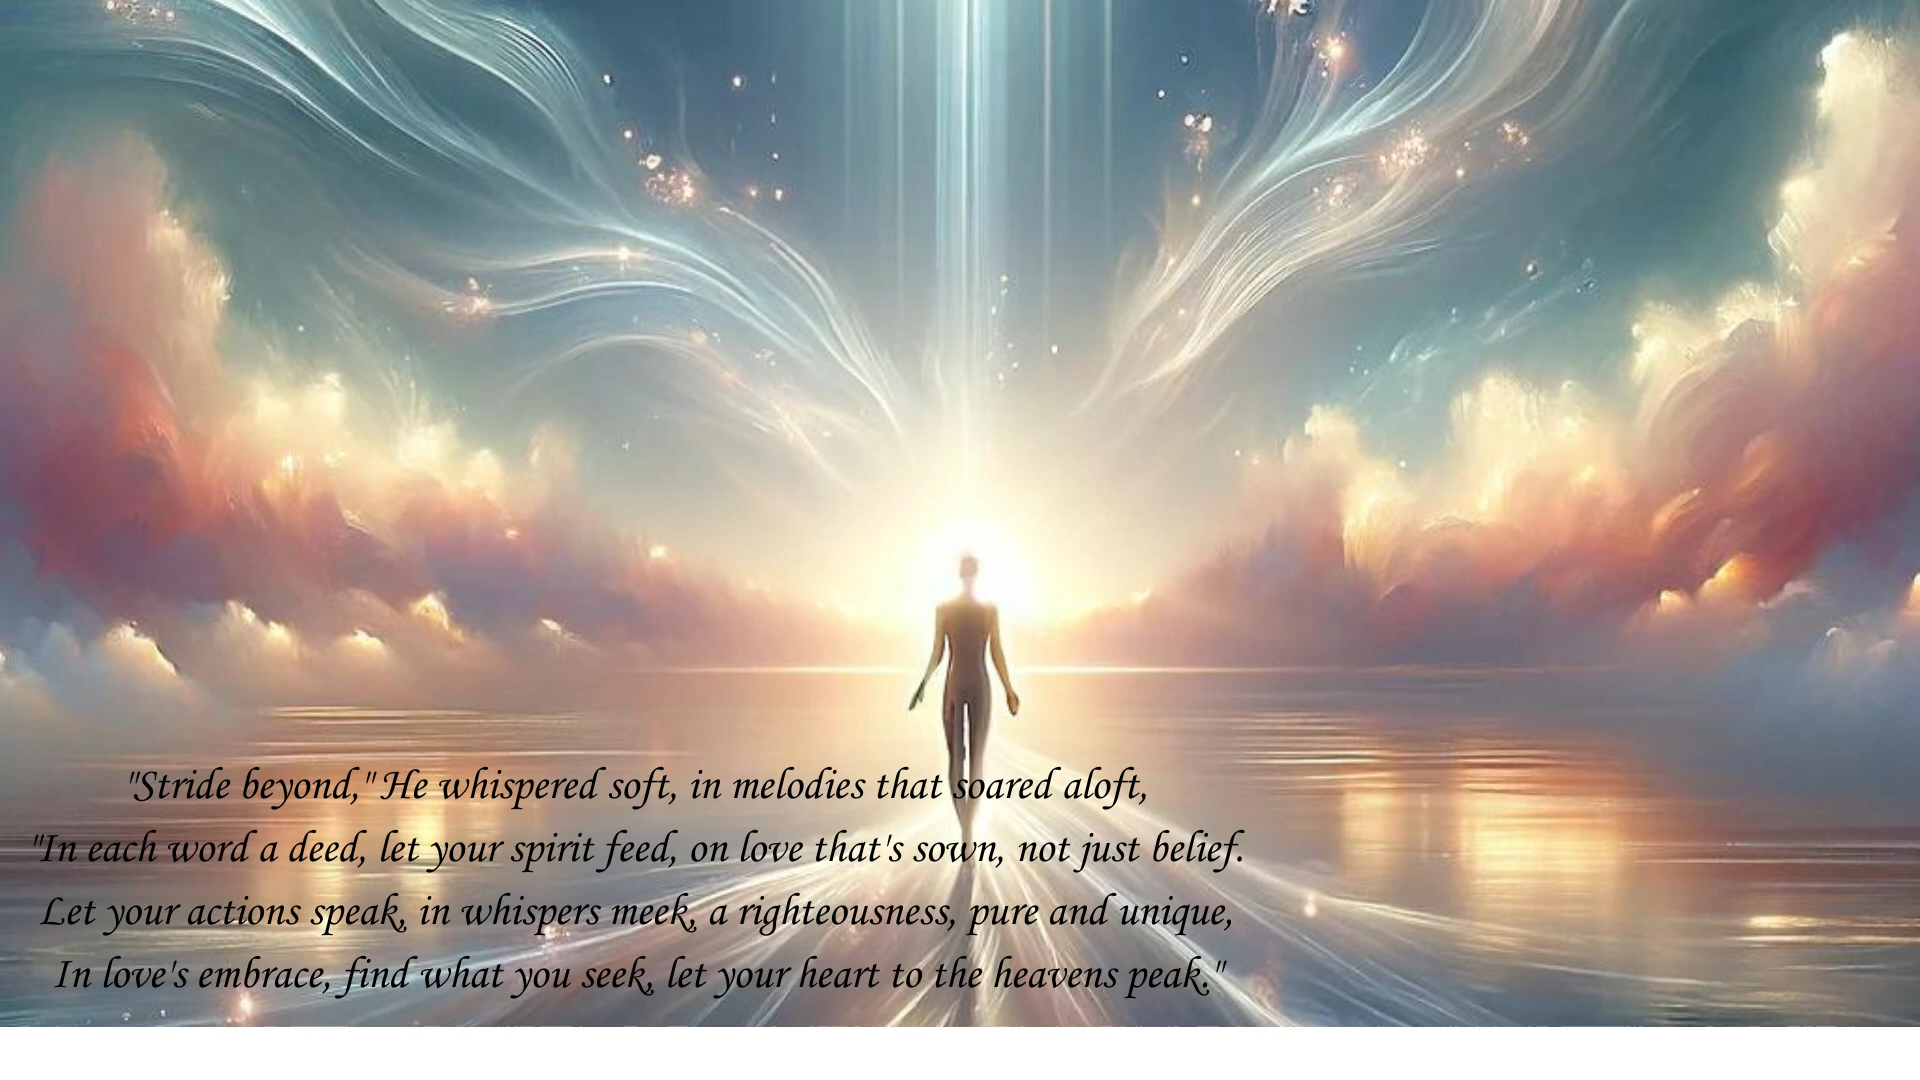 "Stride beyond," He whispered soft, in melodies that soared aloft,
"In each word a deed, let your spirit feed, on love that's sown, not just belief.
Let your actions speak, in whispers meek, a righteousness, pure and unique,
In love's embrace, find what you seek, let your heart to the heavens peak."